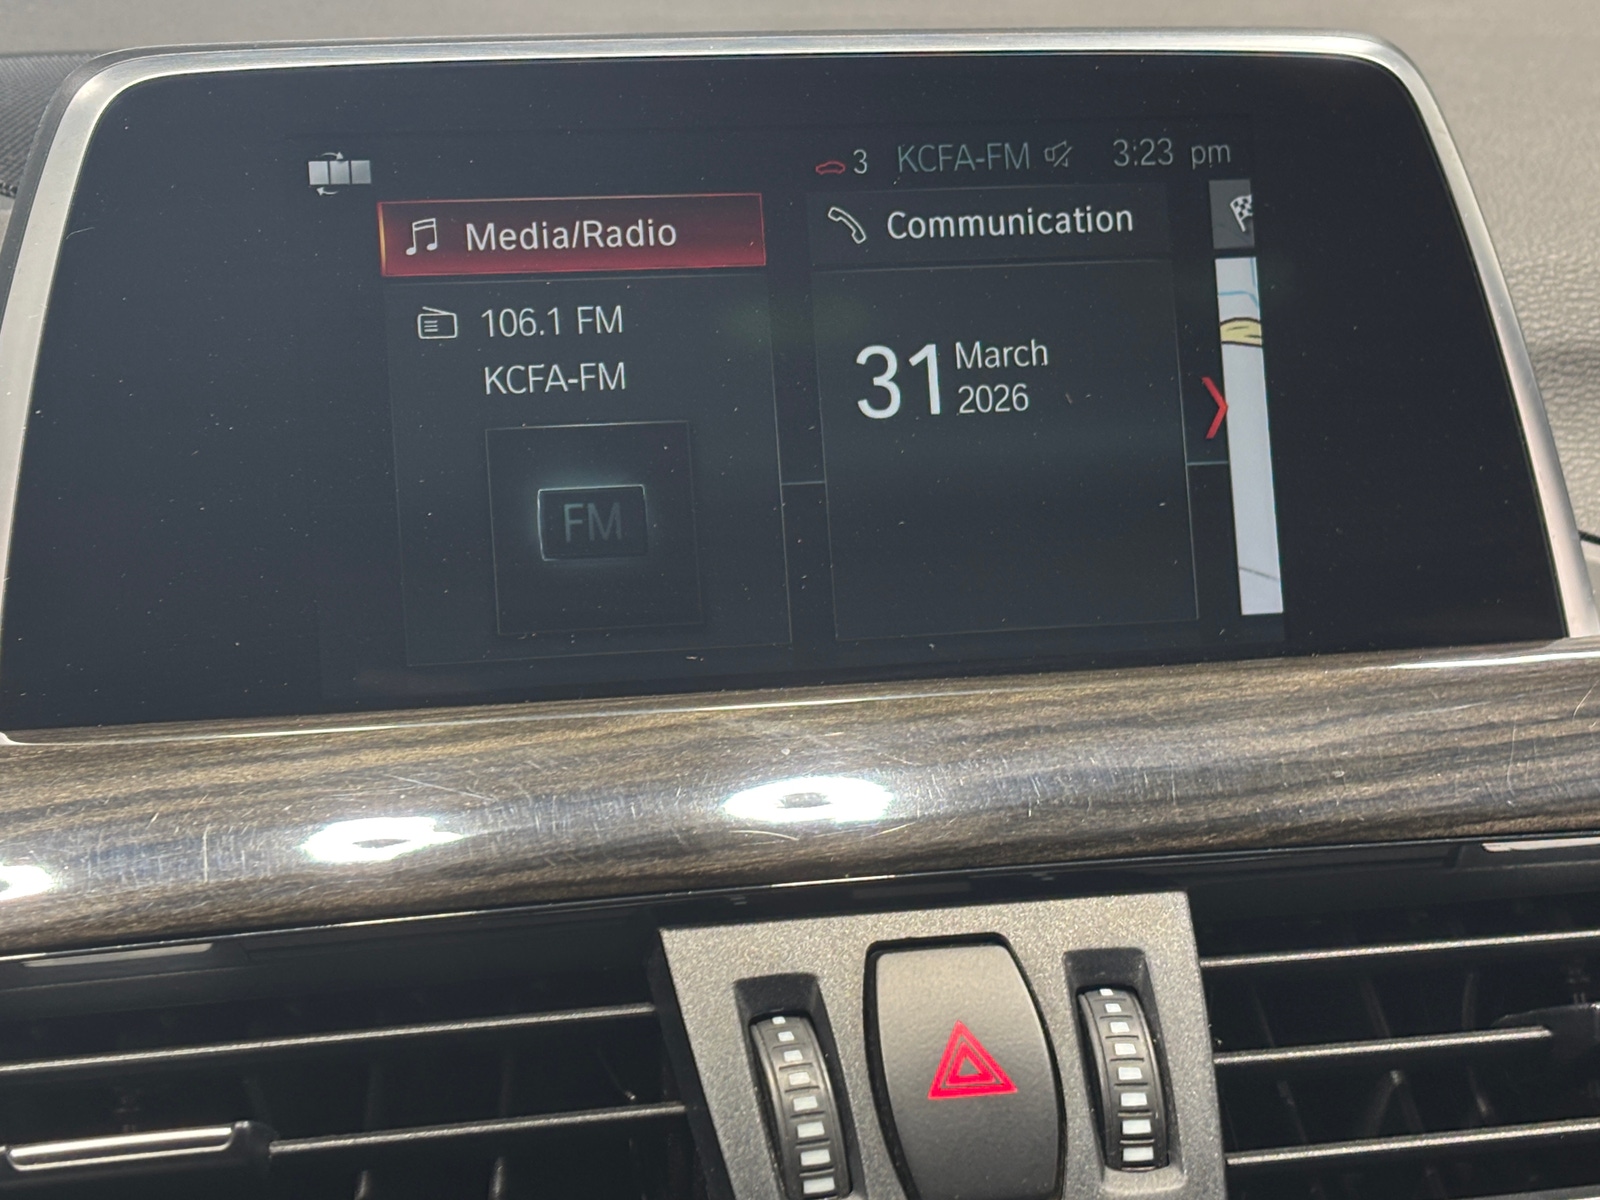 3 KCFA-FM 3:23 pm
Media/Radio
106.1 FM
KCFA-FM
FM
Communication
31 March
2026